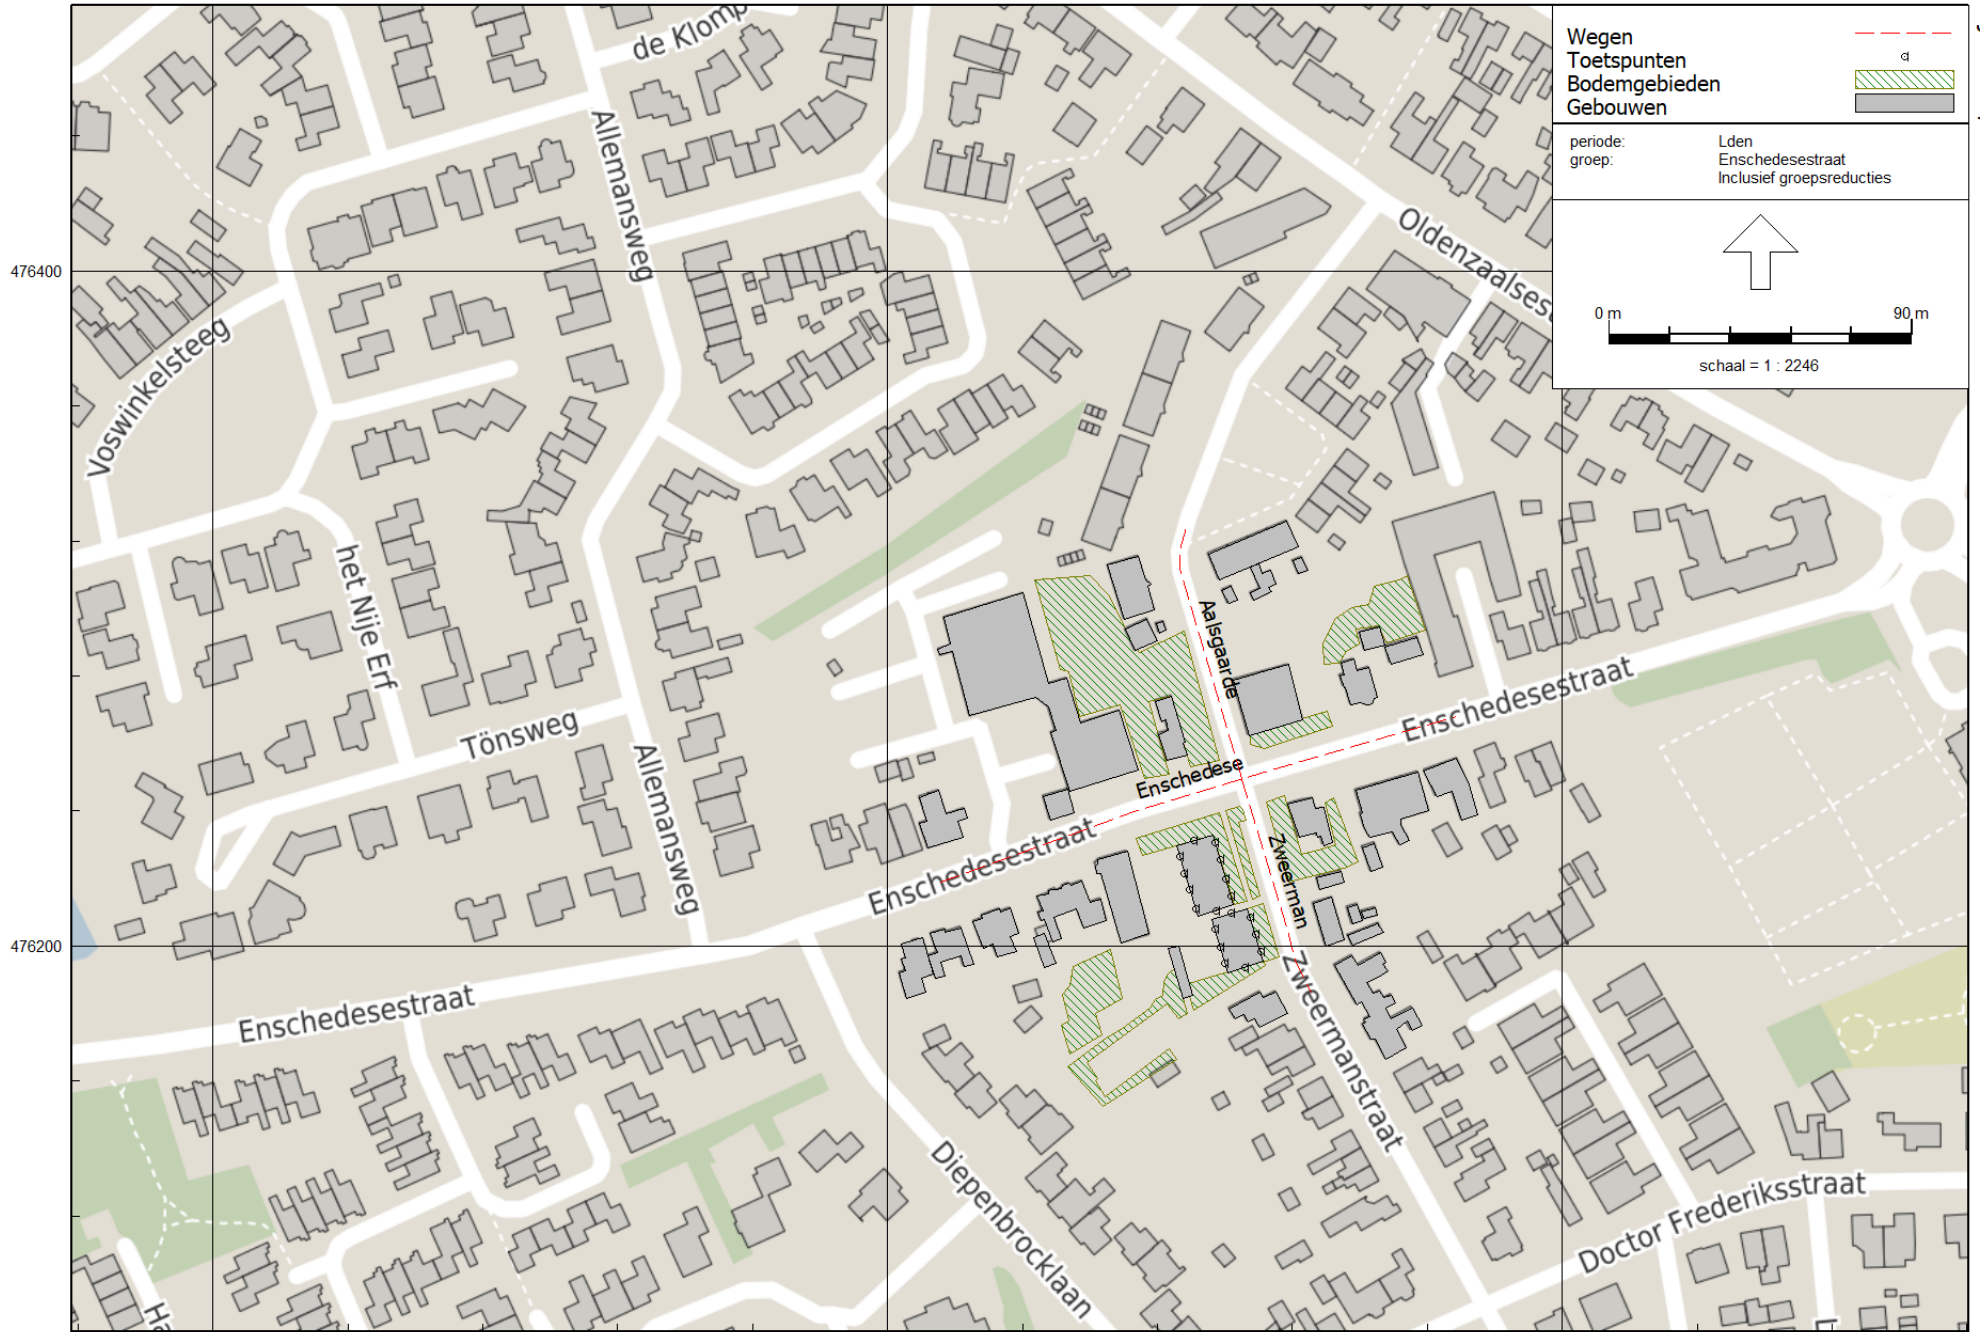 de Klomp
Wegen
Toetspunten
Bodemgebieden
Gebouwen
periode: Lden
groep: Enschedesestraat
Inclusief groepsreducties
0 m 90 m
schaal = 1 : 2246
Allemansweg
Oldenzaalsest
476400
Voswinkelsteeg
het Nije Erf
Aalsgaarde
Enschedesestraat
Tönsweg
Allemansweg
Enschedese
Enschedesestraat
Zweerman
476200
Enschedesestraat
Zweermanstraat
Diepenbrocklaan
Doctor Frederiksstraat
Ha
L